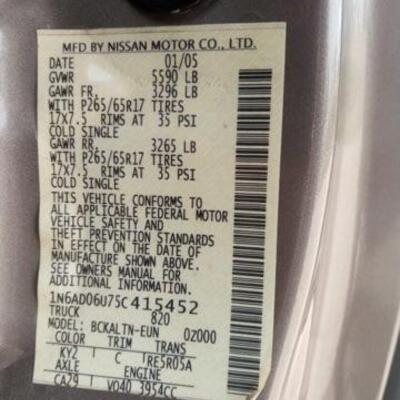 MFD BY NISSAN MOTOR CO., LTD.
DATE 01/05
GVWR 5590 LB
GAWR FR. 3296 LB
WITH P265/65R17 TIRES
17X7.5 RIMS AT 35 PSI
COLD SINGLE
GAWR RR. 3265 LB
WITH P265/65R17 TIRES
17X7.5 RIMS AT 35 PSI
COLD SINGLE
THIS VEHICLE CONFORMS TO
ALL APPLICABLE FEDERAL MOTOR
VEHICLE SAFETY AND
THEFT PREVENTION STANDARDS
IN EFFECT ON THE DATE OF
MANUFACTURE SHOWN ABOVE.
SEE OWNERS MANUAL FOR
ADDITIONAL INFORMATION.
1N6AD06U75C415452
TRUCK 820
MODEL: BCKALTN-EUN 0Z000
COLOR TRIM TRANS
KY2 C RE5R05A
AXLE ENGINE
CA29 VQ40 3954CC